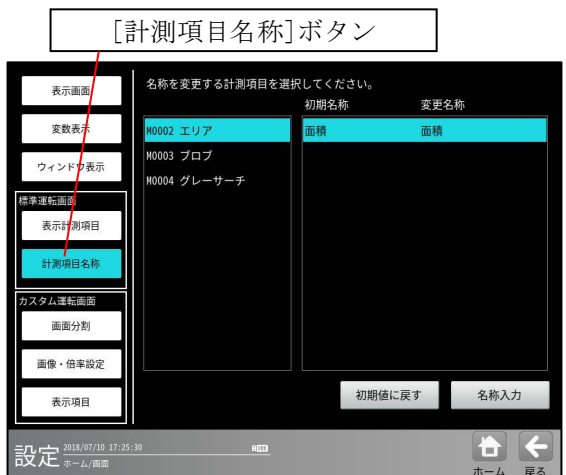 [計測項目名称]ボタン
名称を変更する計測項目を選択してください。
初期名称 変更名称
表示画面
変数表示
ウィンドウ表示
標準運転画面
表示計測項目
計測項目名称
カスタム運転画面
画面分割
画像・倍率設定
表示項目
M0002 エリア
M0003 ブロブ
M0004 グレーサーチ
面積 面積
初期値に戻す 名称入力
設定
2018/07/10 17:25:30
ホーム/画面
ホーム 戻る